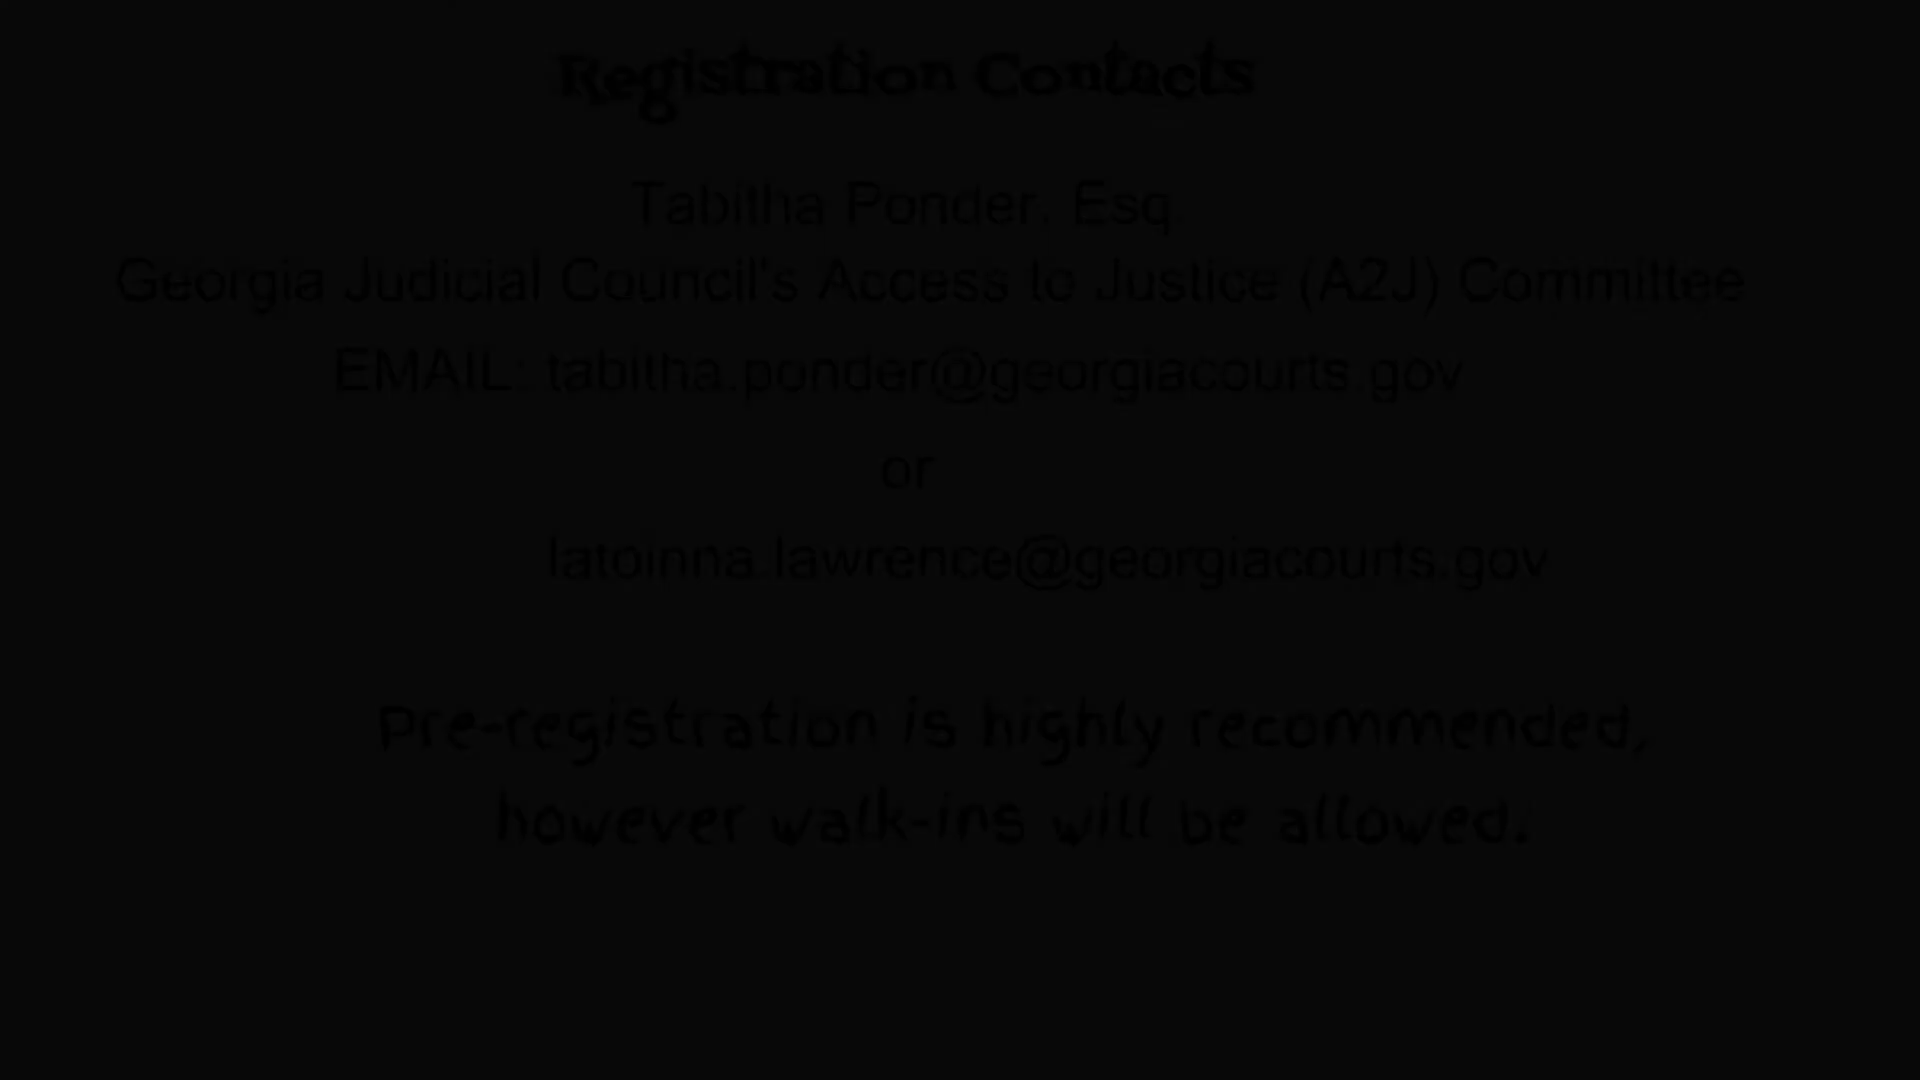 Registration Contacts
Tabitha Ponder, Esq
Georgia Judicial Council's Access to Justice (A2J) Committee
EMAIL: tabitha.ponder@georgiacourts.gov
or
latoinna.lawrence@georgiacourts.gov
Pre-registration is highly recommended,
however walk-ins will be allowed.